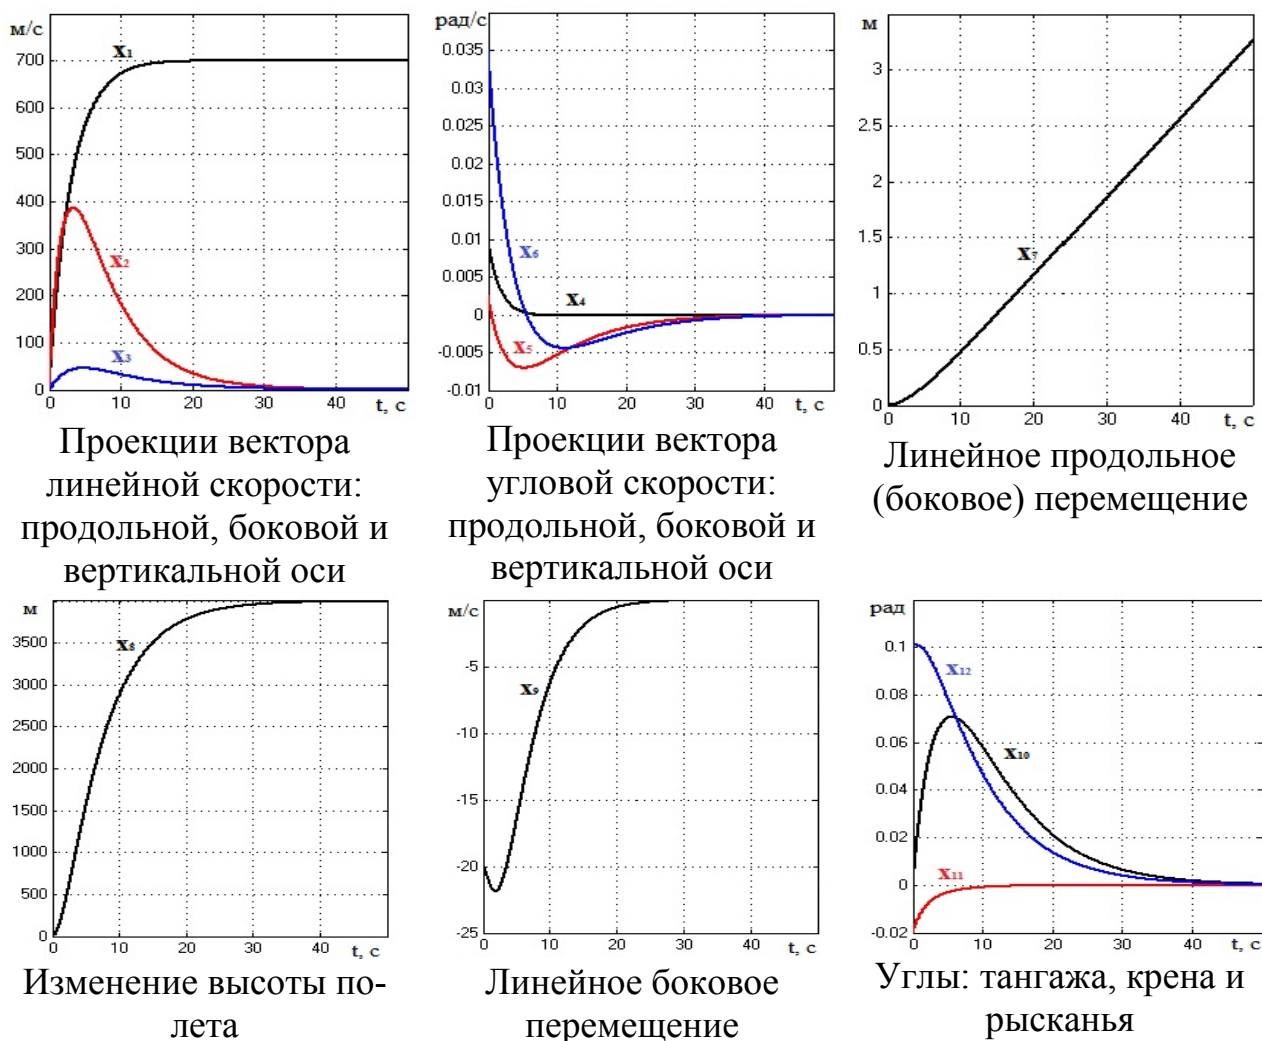 м/с
700
600
500
400
300
200
100
0
x1
x2
x3
0 10 20 30 40
t, с
Проекции вектора
линейной скорости:
продольной, боковой и
вертикальной оси
рад/с
0.035
0.03
0.025
0.02
0.015
0.01
0.005
0
-0.005
-0.01
x6
x4
x5
0 10 20 30 40
t, с
Проекции вектора
угловой скорости:
продольной, боковой и
вертикальной оси
м
3
2.5
2
1.5
1
0.5
0
x7
0 10 20 30 40
t, с
Линейное продольное
(боковое) перемещение
м
3500
3000
2500
2000
1500
1000
500
0
x8
0 10 20 30 40
t, с
Изменение высоты по-
лета
м/с
-5
-10
-15
-20
-25
x9
0 10 20 30 40
t, с
Линейное боковое
перемещение
рад
0.1
0.08
0.06
0.04
0.02
0
-0.02
x12
x10
x11
0 10 20 30 40
t, с
Углы: тангажа, крена и
рысканья